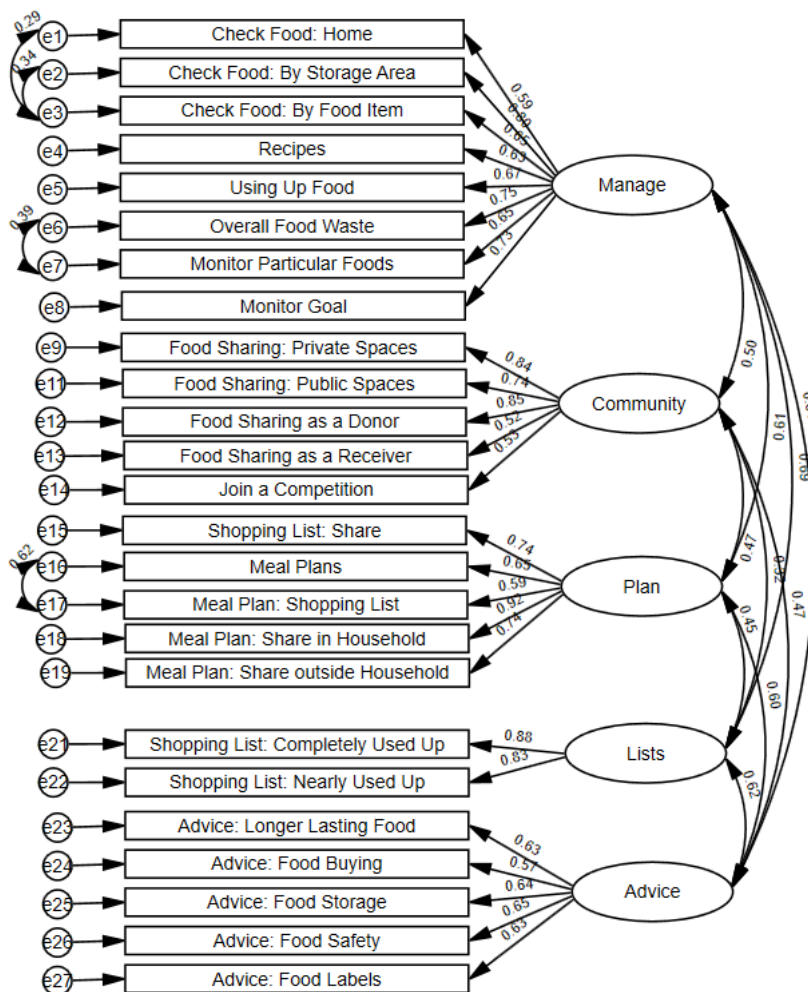 0.29
0.34
e1
Check Food: Home
e2
Check Food: By Storage Area
e3
Check Food: By Food Item
e4
Recipes
e5
Using Up Food
0.39
e6
Overall Food Waste
e7
Monitor Particular Foods
e8
Monitor Goal
0.59
0.80
0.65
0.63
0.67
0.75
0.65
0.73
Manage
e9
Food Sharing: Private Spaces
e11
Food Sharing: Public Spaces
e12
Food Sharing as a Donor
e13
Food Sharing as a Receiver
e14
Join a Competition
0.84
0.74
0.85
0.52
0.53
Community
0.50
0.61
0.69
e15
Shopping List: Share
0.62
e16
Meal Plans
e17
Meal Plan: Shopping List
e18
Meal Plan: Share in Household
e19
Meal Plan: Share outside Household
0.74
0.65
0.59
0.92
0.74
Plan
0.47
0.47
0.45
0.60
e21
Shopping List: Completely Used Up
e22
Shopping List: Nearly Used Up
0.88
0.83
Lists
0.62
e23
Advice: Longer Lasting Food
e24
Advice: Food Buying
e25
Advice: Food Storage
e26
Advice: Food Safety
e27
Advice: Food Labels
0.63
0.57
0.64
0.65
0.63
Advice